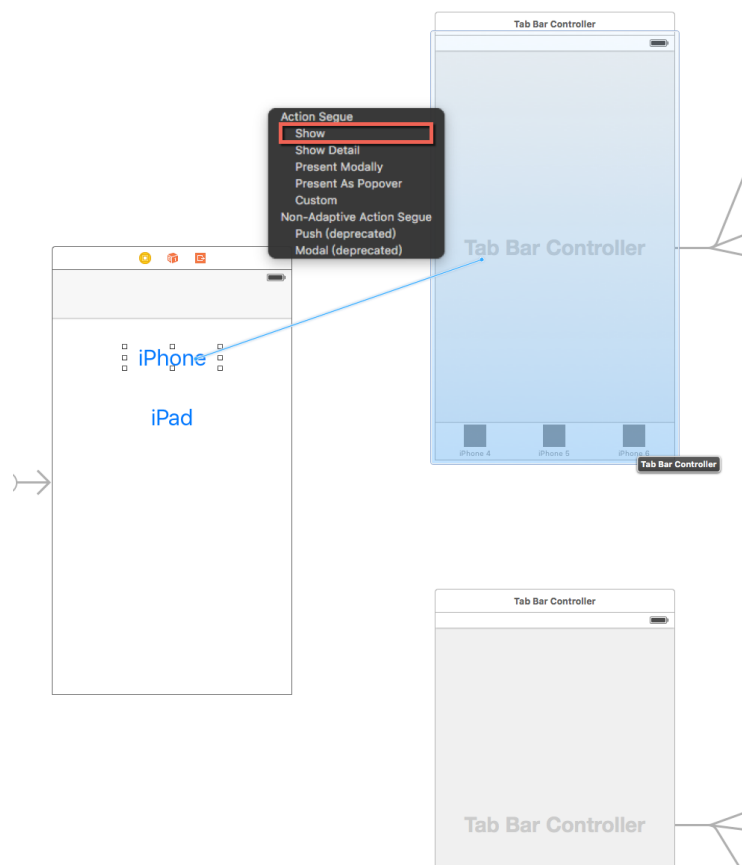 Tab Bar Controller
Action Segue
Show
Show Detail
Present Modally
Present As Popover
Custom
Non-Adaptive Action Segue
Push (deprecated)
Modal (deprecated)
Tab Bar Controller
iPhone
iPad
iPhone 4
iPhone 5
iPhone 6
Tab Bar Controller
Tab Bar Controller
Tab Bar Controller